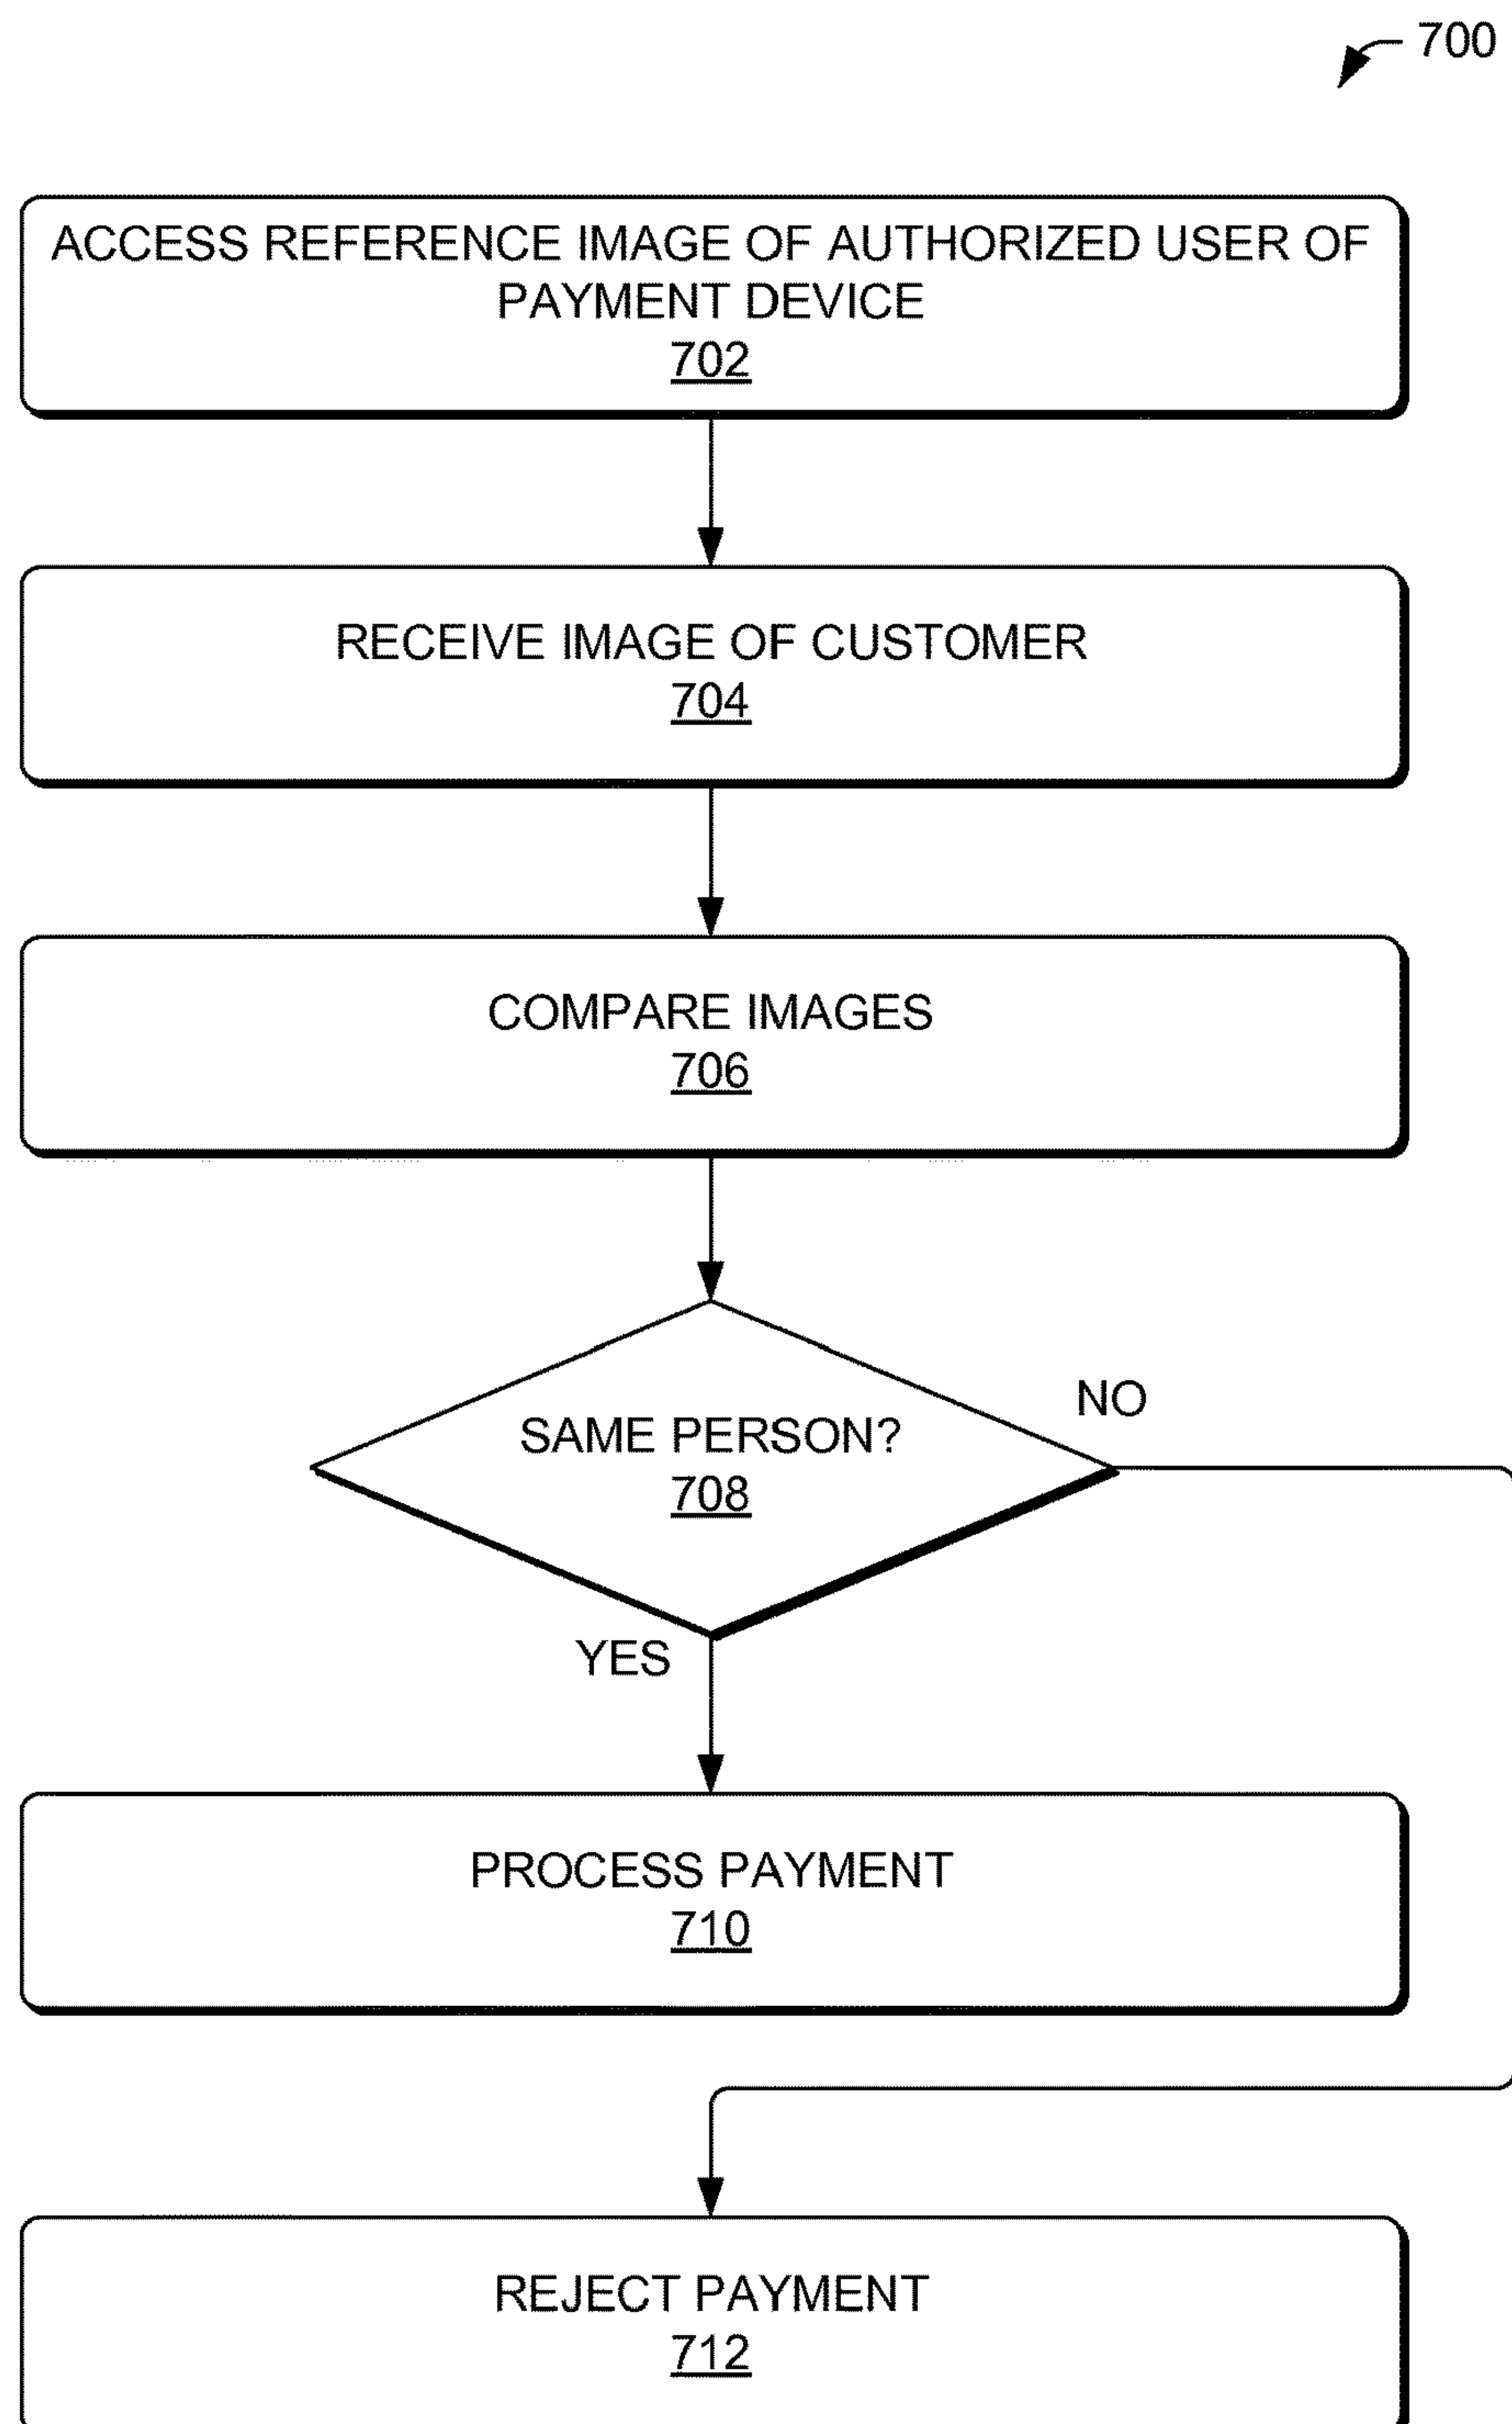 700
ACCESS REFERENCE IMAGE OF AUTHORIZED USER OF
PAYMENT DEVICE
702
RECEIVE IMAGE OF CUSTOMER
704
COMPARE IMAGES
706
NO
SAME PERSON?
708
YES
PROCESS PAYMENT
710
REJECT PAYMENT
712